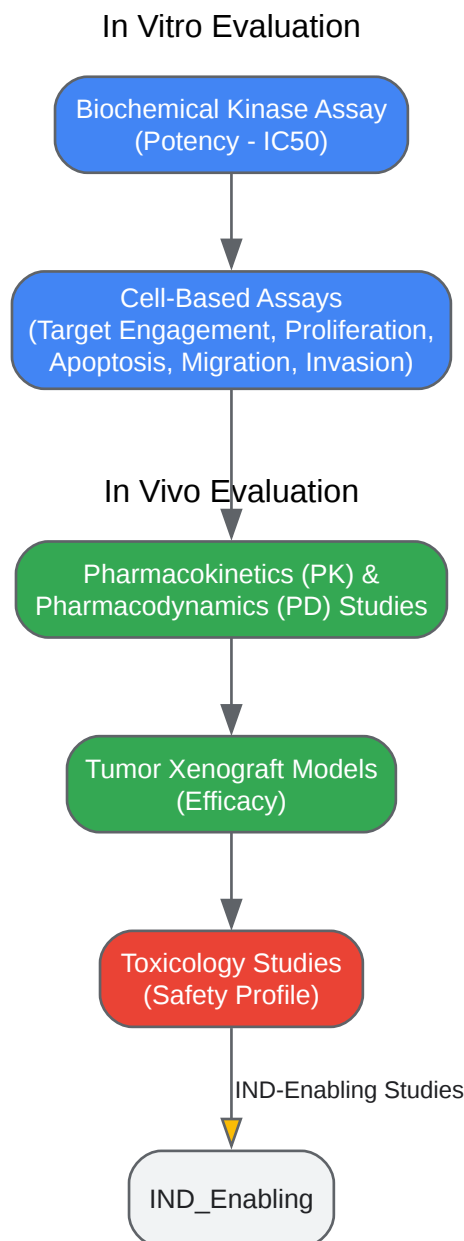 In Vitro Evaluation
Biochemical Kinase Assay
(Potency - IC50)
Cell-Based Assays
(Target Engagement, Proliferation,
Apoptosis, Migration, Invasion)
In Vivo Evaluation
Pharmacokinetics (PK) &
Pharmacodynamics (PD) Studies
Tumor Xenograft Models
(Efficacy)
Toxicology Studies
(Safety Profile)
IND-Enabling Studies
IND_Enabling